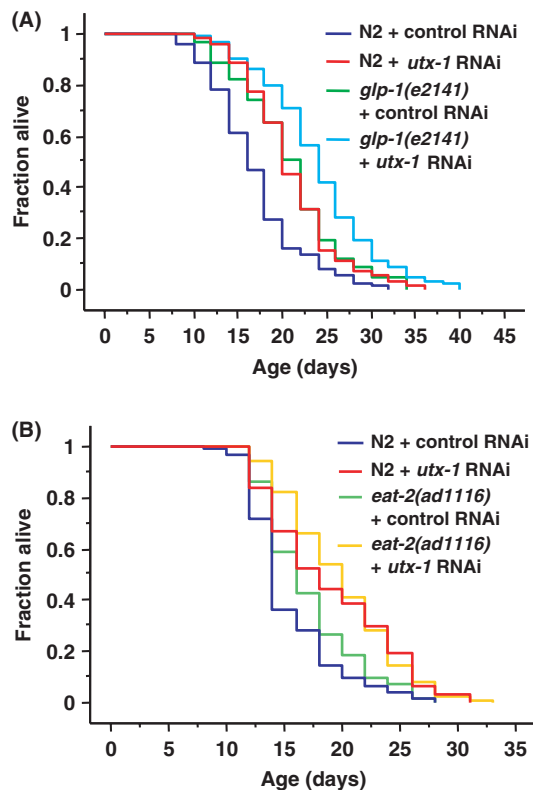 (A)
N2 + control RNAi
N2 + utx-1 RNAi
glp-1(e2141)
+ control RNAi
glp-1(e2141)
+ utx-1 RNAi
Fraction alive
1
0.8
0.6
0.4
0.2
0
0 5 10 15 20 25 30 35 40 45
Age (days)
(B)
N2 + control RNAi
N2 + utx-1 RNAi
eat-2(ad1116)
+ control RNAi
eat-2(ad1116)
+ utx-1 RNAi
Fraction alive
1
0.8
0.6
0.4
0.2
0
0 5 10 15 20 25 30 35
Age (days)